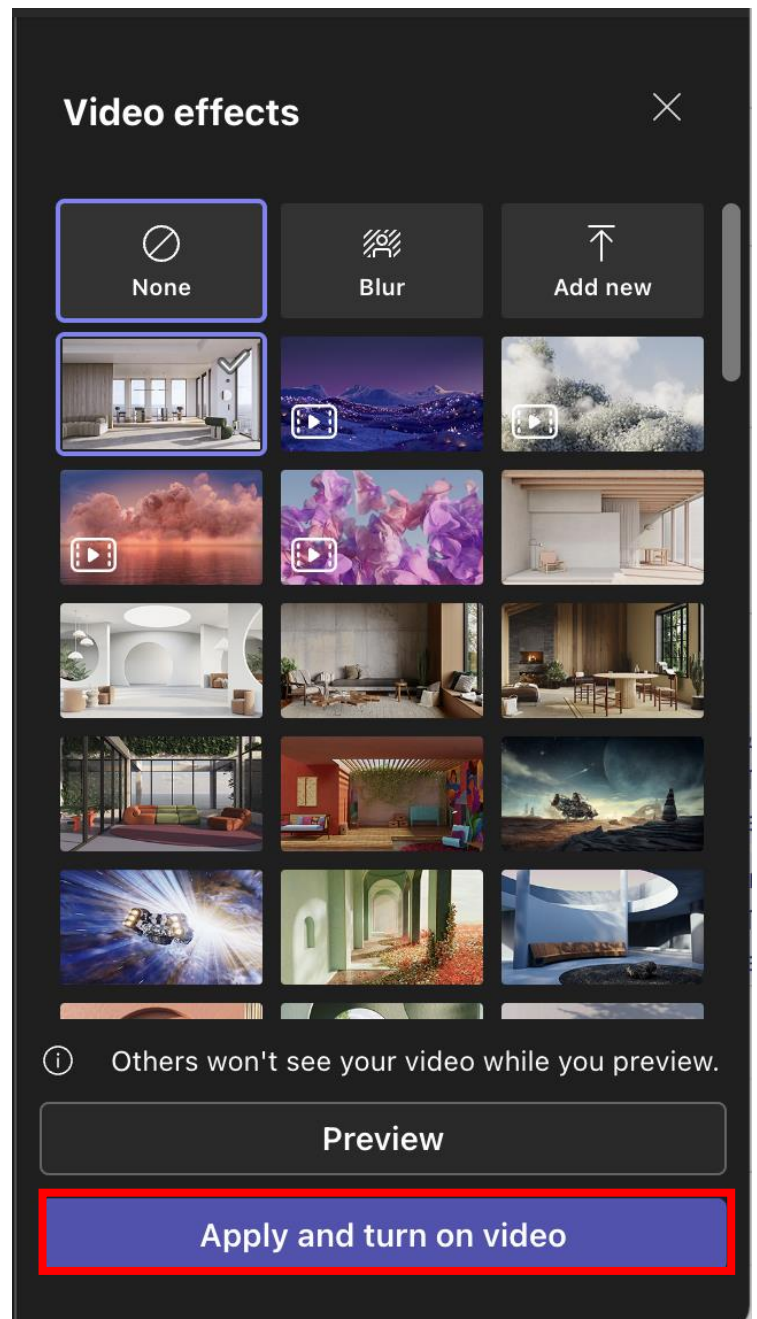 Video effects
None
Blur
Add new
Others won't see your video while you preview.
Preview
Apply and turn on video